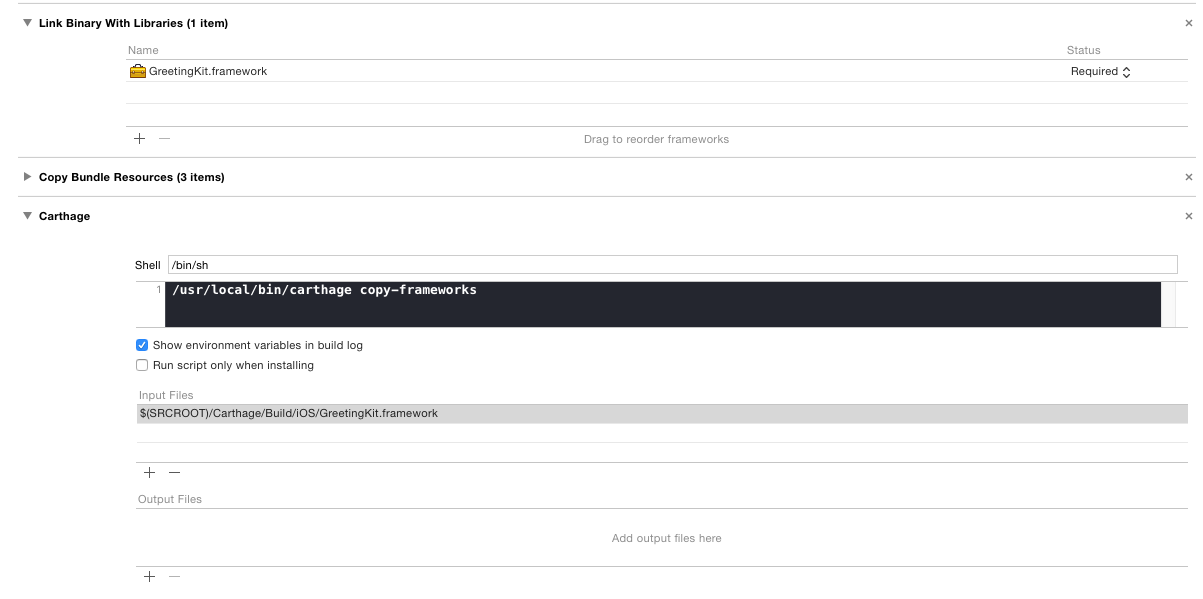 Link Binary With Libraries (1 item)
Name Status
GreetingKit.framework Required
Drag to reorder frameworks
Copy Bundle Resources (3 items)
Carthage
Shell /bin/sh
1 /usr/local/bin/carthage copy-frameworks
Show environment variables in build log
Run script only when installing
Input Files
$(SRCROOT)/Carthage/Build/iOS/GreetingKit.framework
Output Files
Add output files here